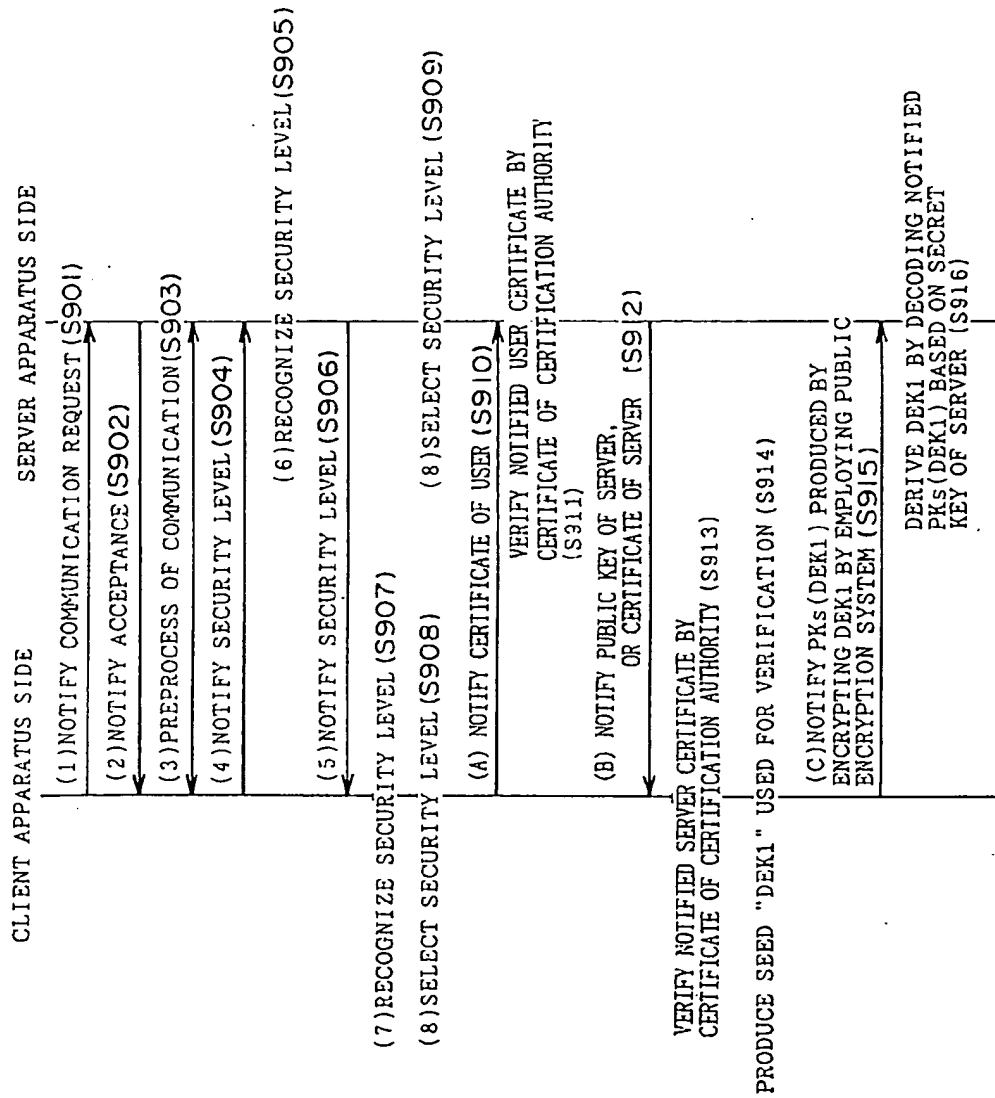 CLIENT APPARATUS SIDE
SERVER APPARATUS SIDE
(1)NOTIFY COMMUNICATION REQUEST(S901)
(2)NOTIFY ACCEPTANCE(S902)
(3)PREPROCESS OF COMMUNICATION(S903)
(4)NOTIFY SECURITY LEVEL(S904)
(6)RECOGNIZE SECURITY LEVEL(S905)
(5)NOTIFY SECURITY LEVEL(S906)
(7)RECOGNIZE SECURITY LEVEL(S907)
(8)SELECT SECURITY LEVEL(S908)
(8)SELECT SECURITY LEVEL(S909)
(A) NOTIFY CERTIFICATE OF USER(S910)
VERIFY NOTIFIED USER CERTIFICATE BY
CERTIFICATE OF CERTIFICATION AUTHORITY
(S911)
(B) NOTIFY PUBLIC KEY OF SERVER,
OR CERTIFICATE OF SERVER (S912)
VERIFY NOTIFIED SERVER CERTIFICATE BY
CERTIFICATE OF CERTIFICATION AUTHORITY (S913)
PRODUCE SEED "DEK1" USED FOR VERIFICATION (S914)
(C)NOTIFY PKs(DEK1) PRODUCED BY
ENCRYPTING DEK1 BY EMPLOYING PUBLIC
ENCRYPTION SYSTEM(S915)
DERIVE DEK1 BY DECODING NOTIFIED
PKs(DEK1) BASED ON SECRET
KEY OF SERVER (S916)